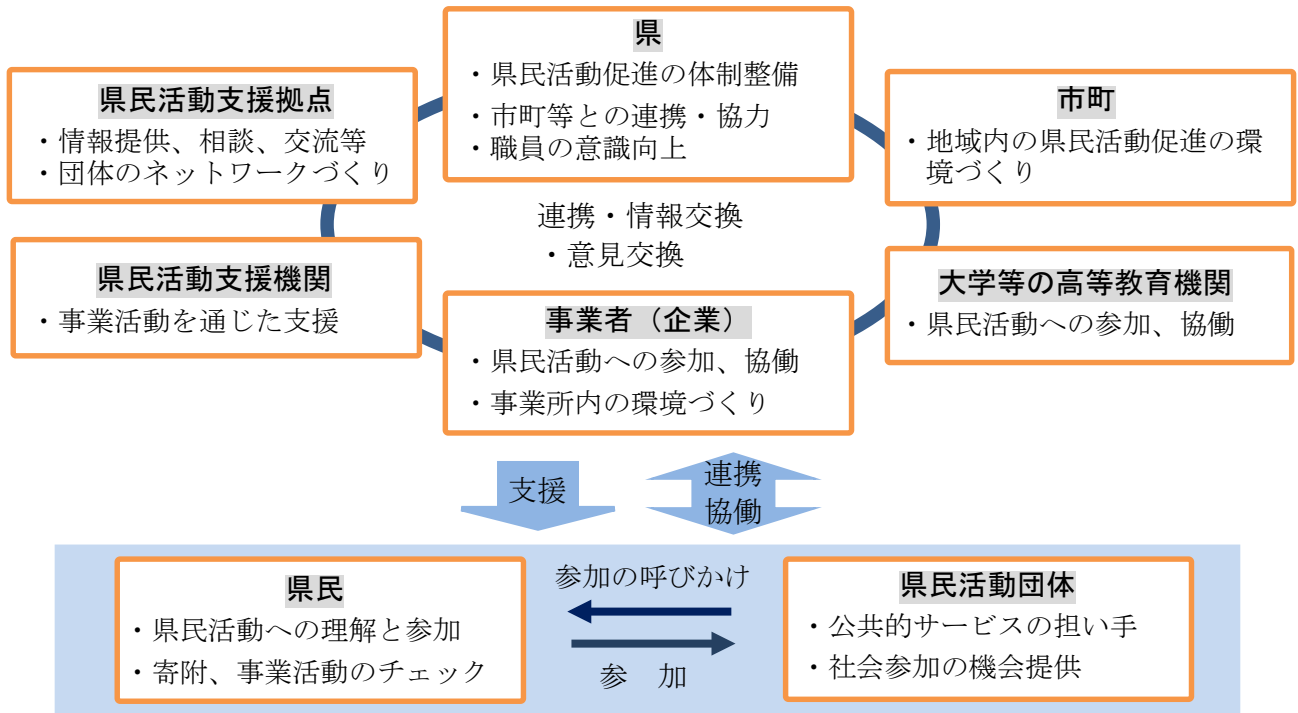 県
・県民活動促進の体制整備
・市町等との連携・協力
・職員の意識向上
県民活動支援拠点
・情報提供、相談、交流等
・団体のネットワークづくり
市町
・地域内の県民活動促進の環
境づくり
連携・情報交換
・意見交換
県民活動支援機関
・事業活動を通じた支援
事業者（企業）
・県民活動への参加、協働
・事業所内の環境づくり
大学等の高等教育機関
・県民活動への参加、協働
支援
連携
協働
県民
・県民活動への理解と参加
・寄附、事業活動のチェック
参加の呼びかけ
参　加
県民活動団体
・公共的サービスの担い手
・社会参加の機会提供